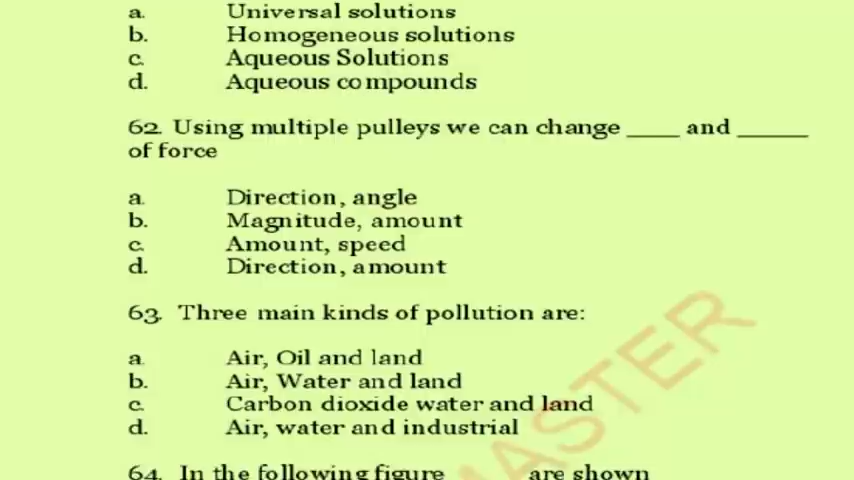 a. Universal solutions
b. Homogeneous solutions
c. Aqueous Solutions
d. Aqueous compounds
62. Using multiple pulleys we can change ____ and _____
of force
a. Direction, angle
b. Magnitude, amount
c. Amount, speed
d. Direction, amount
63. Three main kinds of pollution are:
a. Air, Oil and land
b. Air, Water and land
c. Carbon dioxide water and land
d. Air, water and industrial
64. In the following figure ______ are shown
MASTER